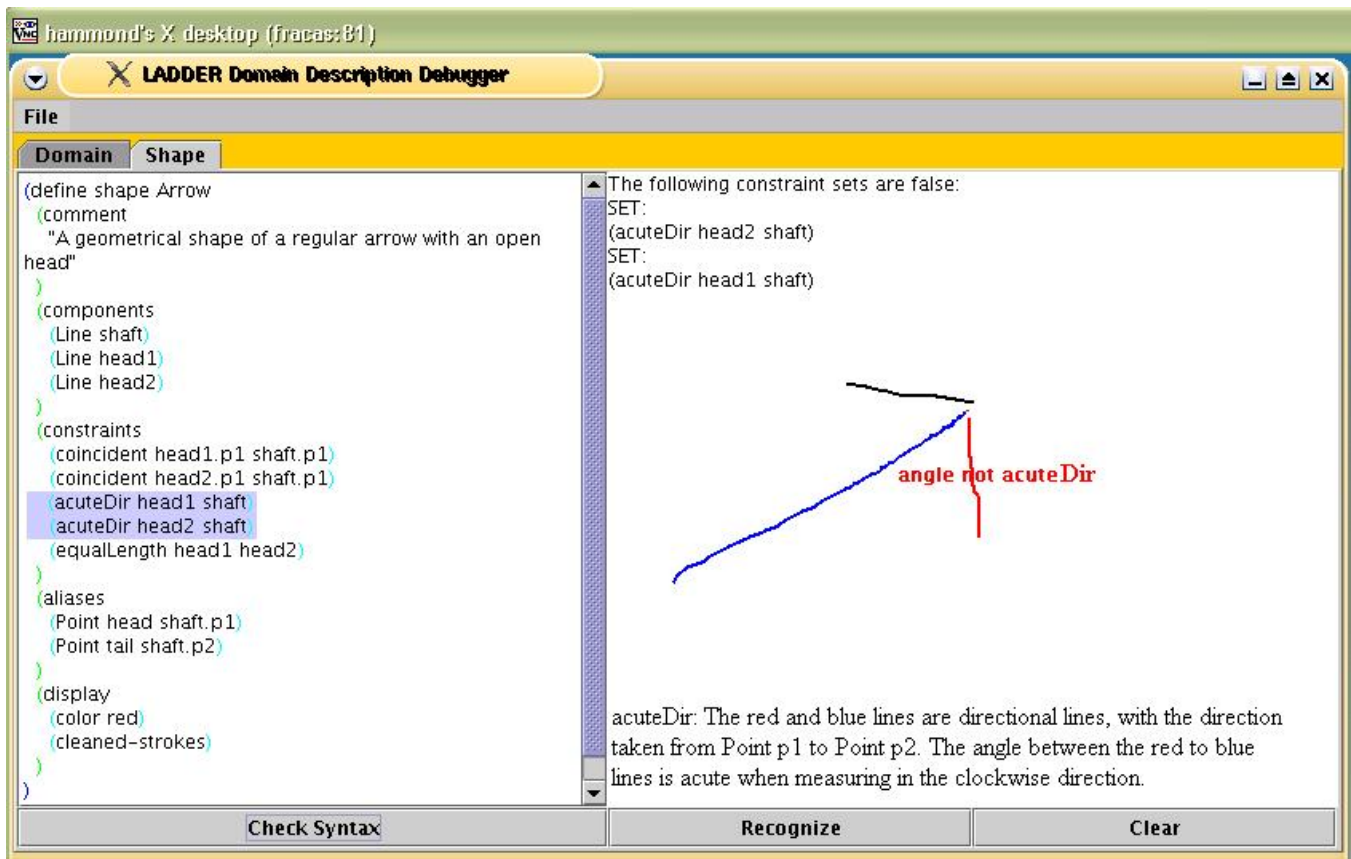 hammond's X desktop (fracas:81)
LADDER Domain Description Debugger
File
Domain Shape
(define shape Arrow
(comment
"A geometrical shape of a regular arrow with an open
head"
)
(components
(Line shaft)
(Line head1)
(Line head2)
)
(constraints
(coincident head1.p1 shaft.p1)
(coincident head2.p1 shaft.p1)
(acuteDir head1 shaft)
(acuteDir head2 shaft)
(equalLength head1 head2)
)
(aliases
(Point head shaft.p1)
(Point tail shaft.p2)
)
(display
(color red)
(cleaned-strokes)
)
)
The following constraint sets are false:
SET:
(acuteDir head2 shaft)
SET:
(acuteDir head1 shaft)
angle not acuteDir
acuteDir: The red and blue lines are directional lines, with the direction
taken from Point p1 to Point p2. The angle between the red to blue
lines is acute when measuring in the clockwise direction.
Check Syntax
Recognize
Clear